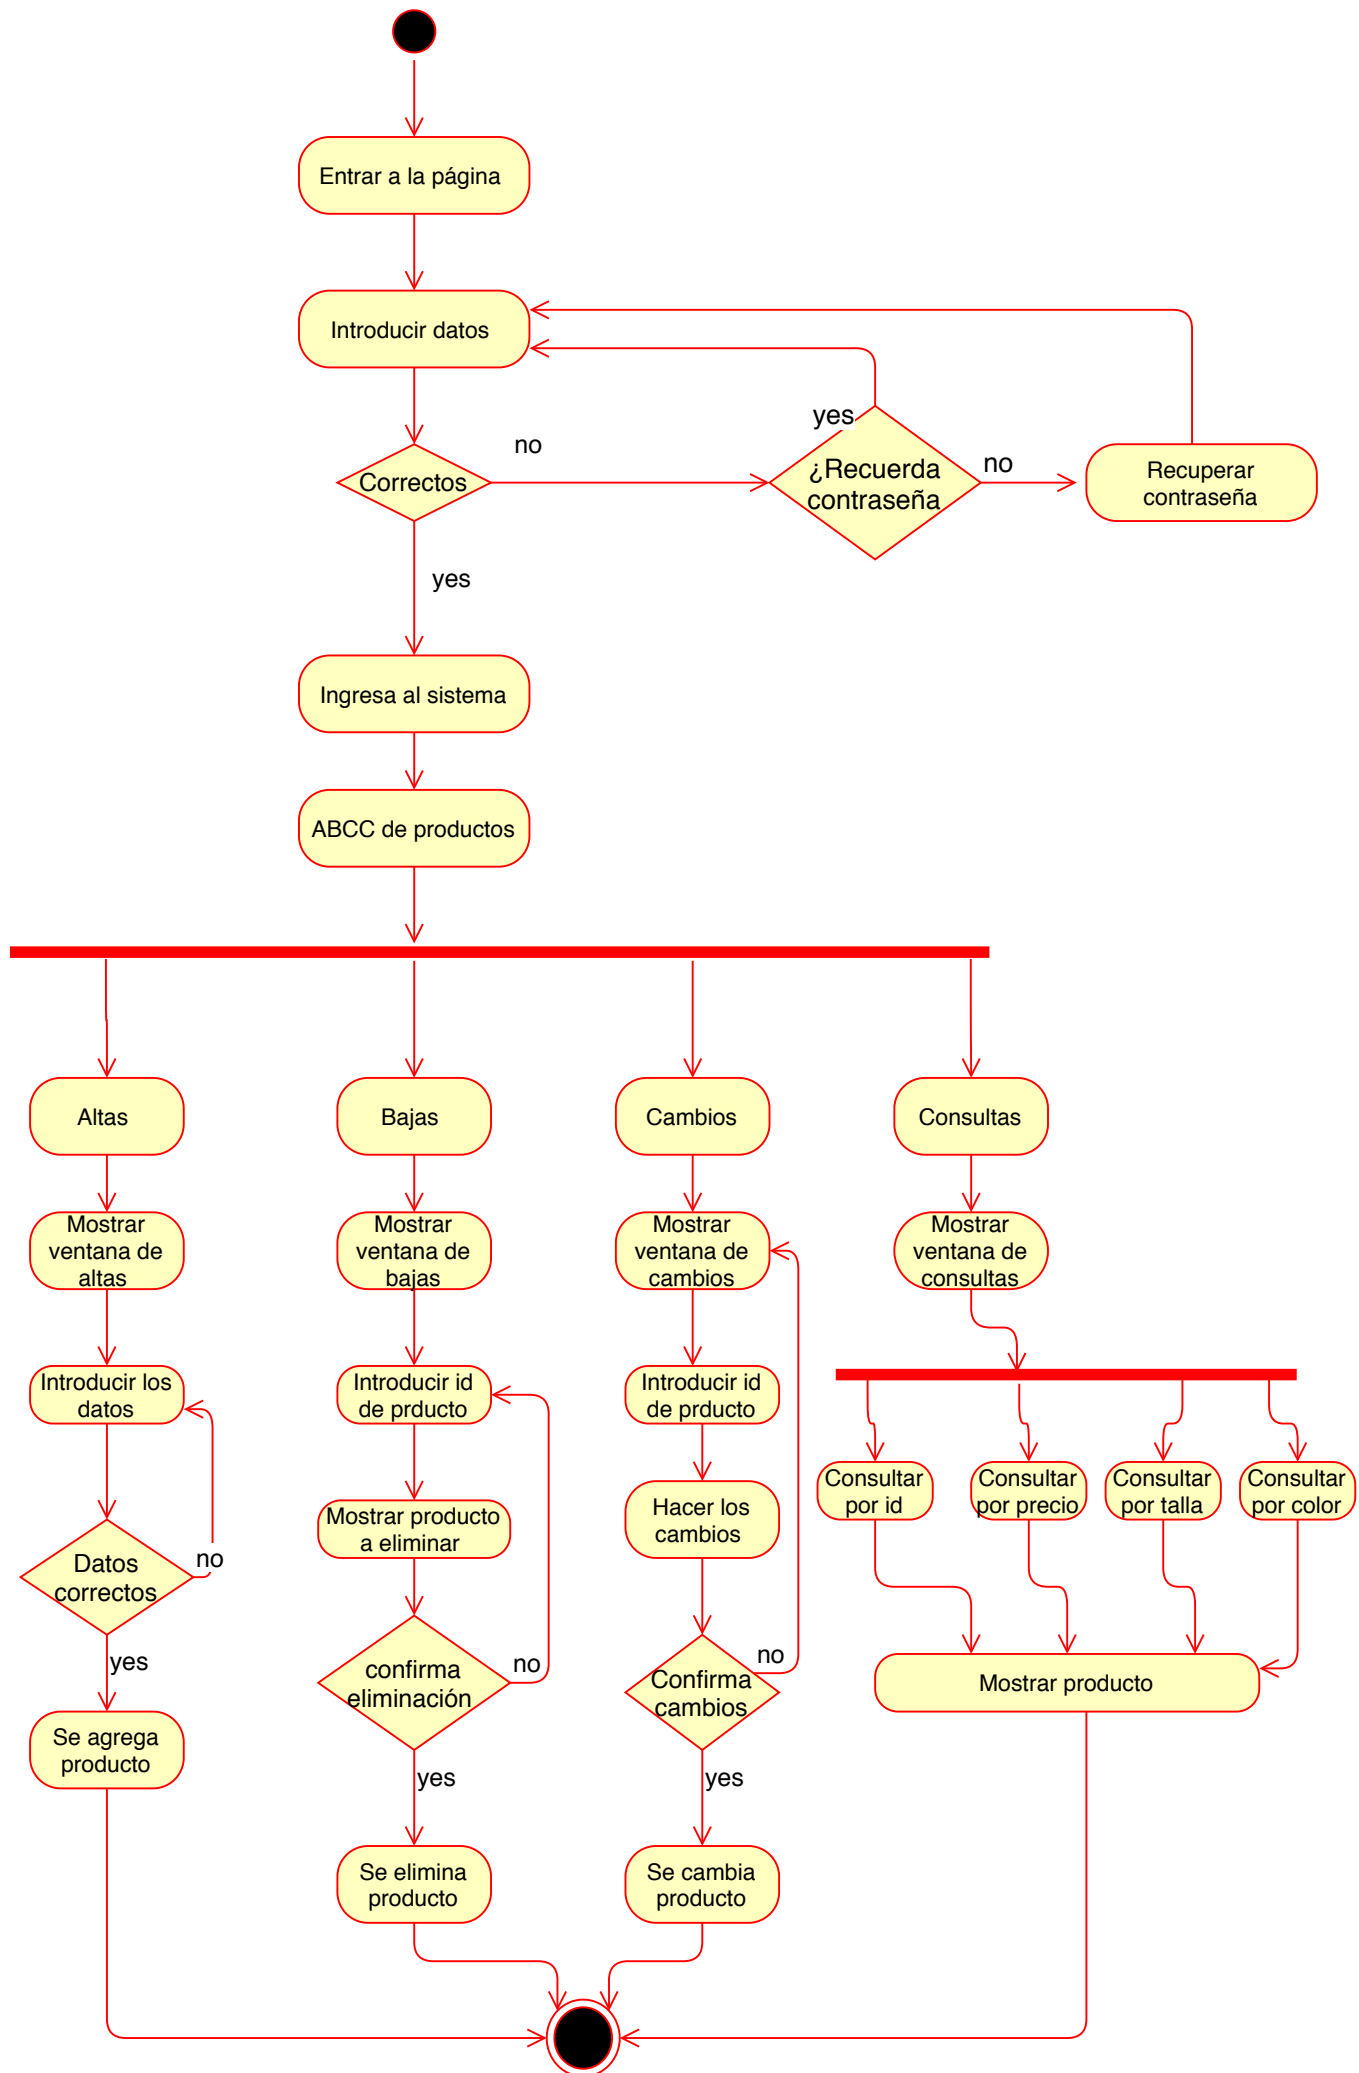 Entrar a la página
Introducir datos
yes
no
Correctos
¿Recuerda
contraseña
no
Recuperar
contraseña
yes
Ingresa al sistema
ABCC de productos
Altas
Bajas
Cambios
Consultas
Mostrar
ventana de
altas
Mostrar
ventana de
bajas
Mostrar
ventana de
cambios
Mostrar
ventana de
consultas
Introducir los
datos
Introducir id
de prducto
Introducir id
de prducto
Consultar
por id
Consultar
por precio
Consultar
por talla
Consultar
por color
Mostrar producto
a eliminar
Hacer los
cambios
Datos
correctos
no
yes
confirma
eliminación
no
Confirma
cambios
no
Mostrar producto
Se agrega
producto
yes
yes
Se elimina
producto
Se cambia
producto